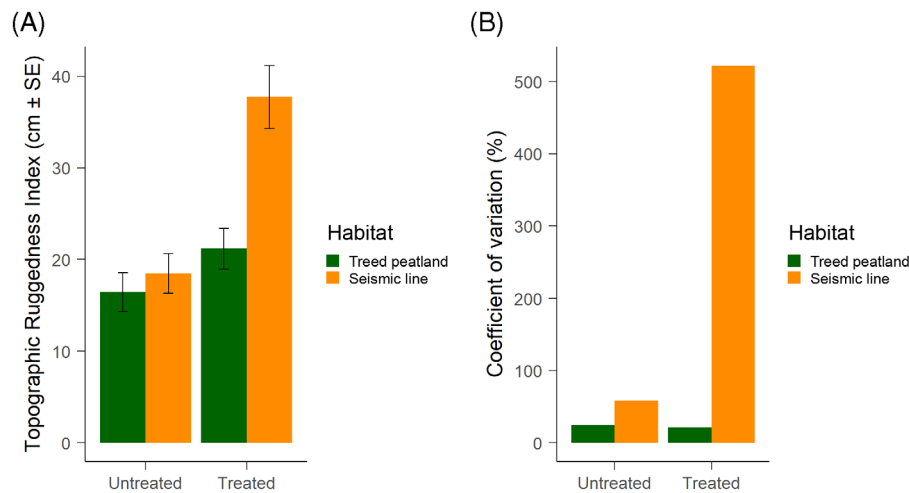 (A)
Topographic Ruggedness Index (cm ± SE)
40
30
20
10
0
Untreated
Treated
Habitat
Treed peatland
Seismic line
(B)
Coefficient of variation (%)
500
400
300
200
100
0
Untreated
Treated
Habitat
Treed peatland
Seismic line